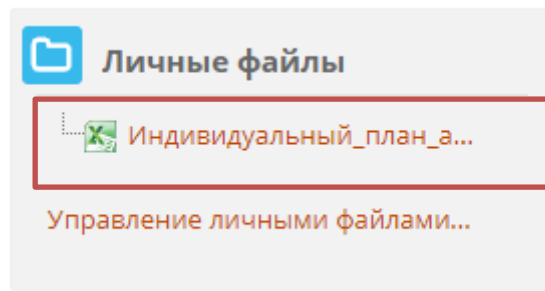 Личные файлы
Индивидуальный_план_а...
Управление личными файлами...